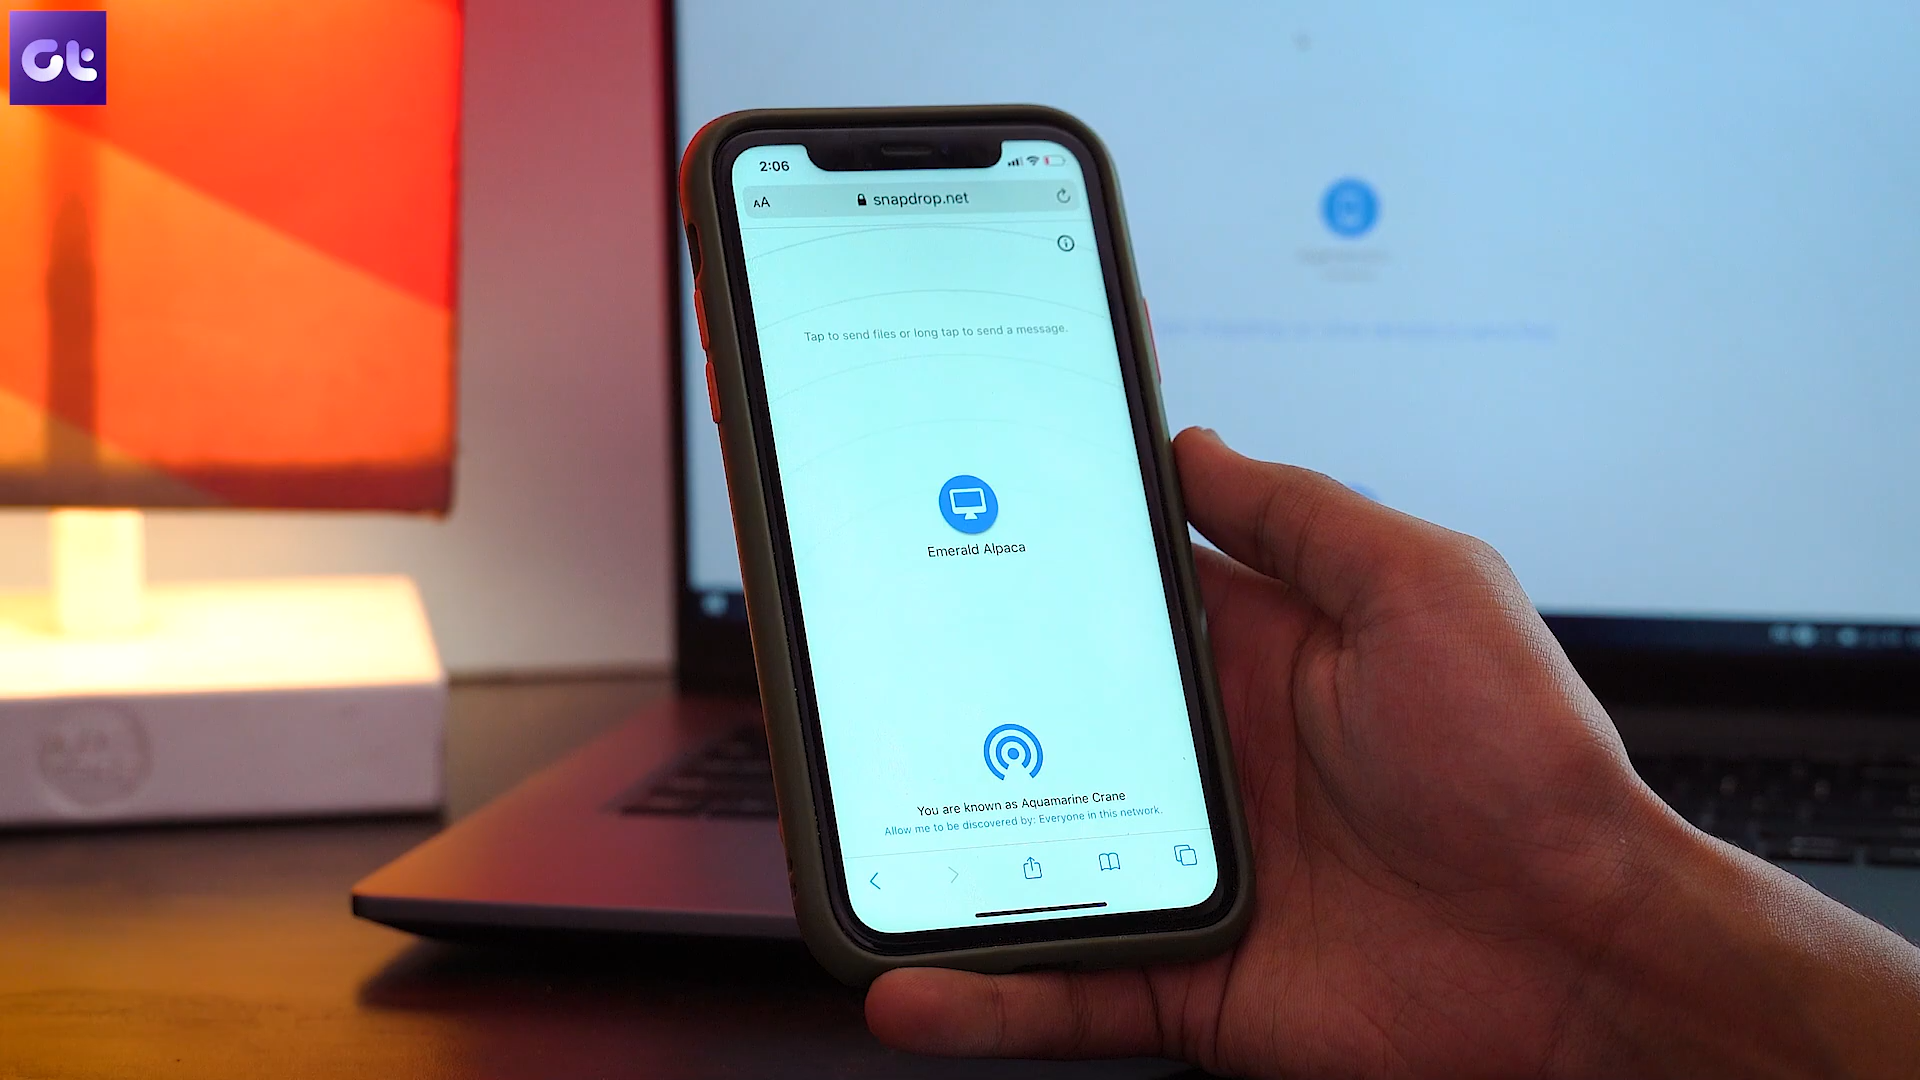 Gt
2:06
AA snapdrop.net
Tap to send files or long tap to send a message.
Emerald Alpaca
You are known as Aquamarine Crane
Allow me to be discovered by: Everyone in this network.